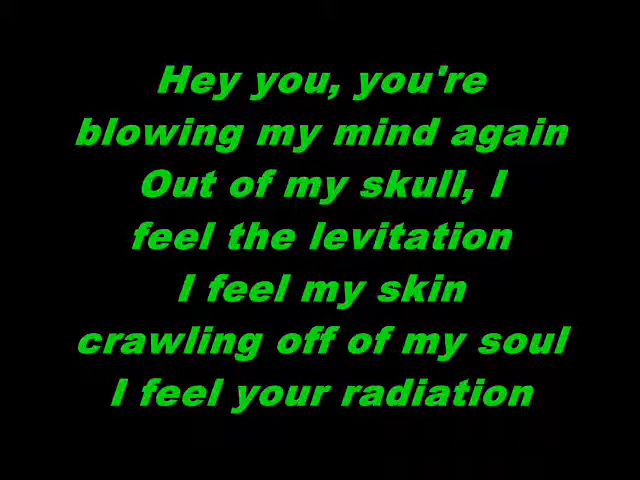 Hey you, you're
blowing my mind again
Out of my skull, I
feel the levitation
I feel my skin
crawling off of my soul
I feel your radiation